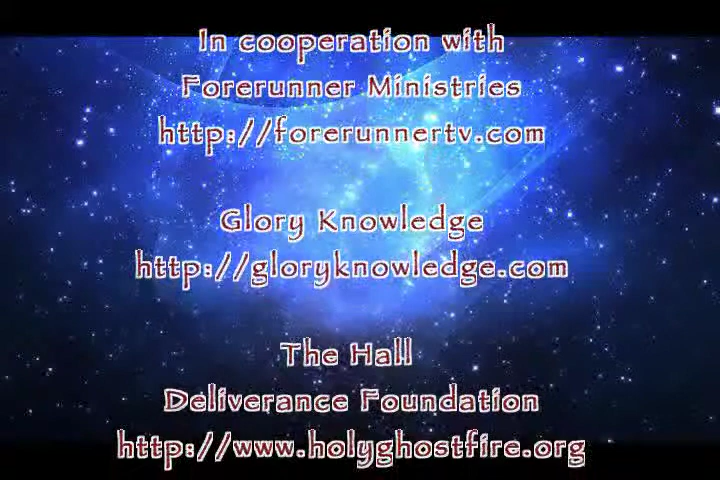 In cooperation with
Forerunner Ministries
http://forerunnertv.com
Glory Knowledge
http://gloryknowledge.com
The Hall
Deliverance Foundation
http://www.holyghostfire.org